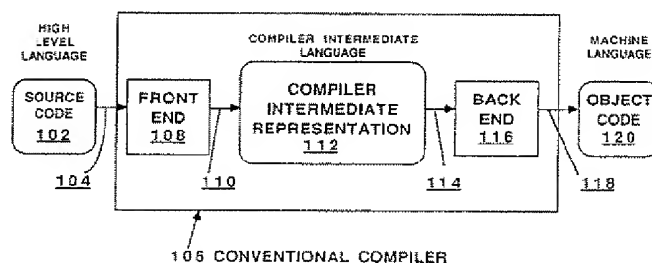 HIGH
LEVEL
LANGUAGE
SOURCE
CODE
102
104
COMPILER INTERMEDIATE
LANGUAGE
FRONT
END
108
110
COMPILER
INTERMEDIATE
REPRESENTATION
112
114
BACK
END
116
118
MACHINE
LANGUAGE
OBJECT
CODE
120
106 CONVENTIONAL COMPILER